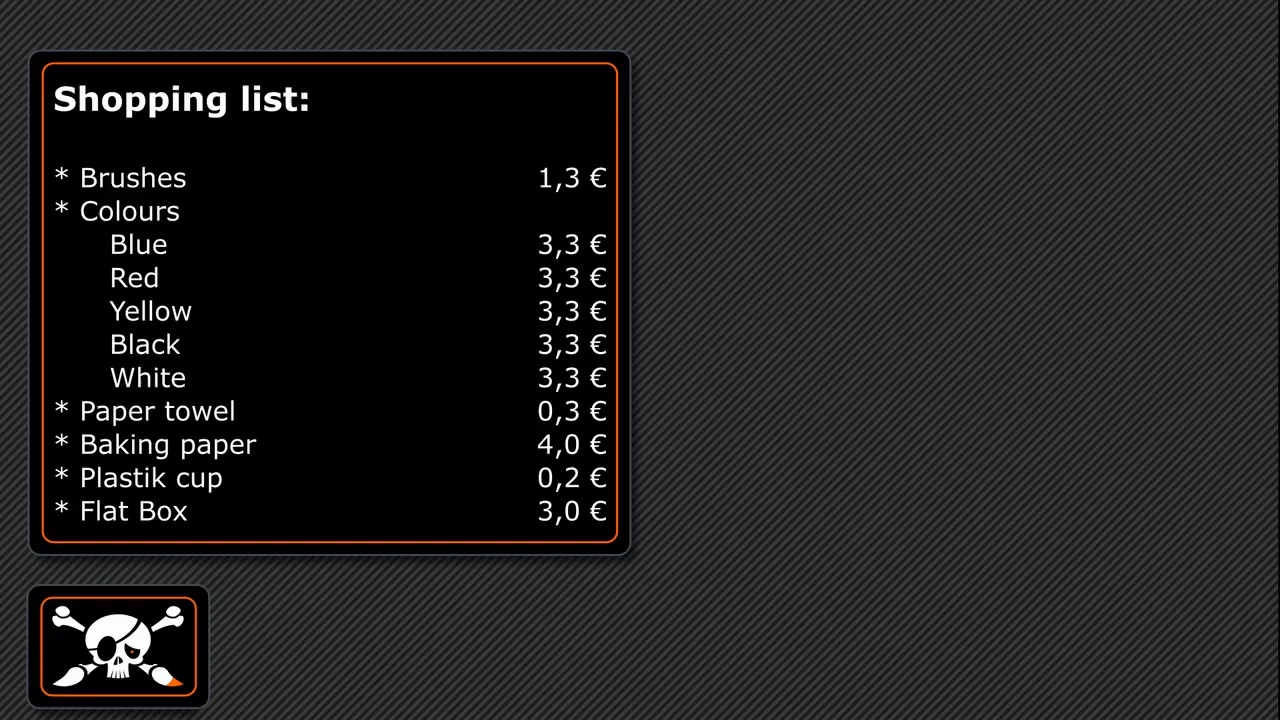 Shopping list:
* Brushes 1,3 €
* Colours
Blue 3,3 €
Red 3,3 €
Yellow 3,3 €
Black 3,3 €
White 3,3 €
* Paper towel 0,3 €
* Baking paper 4,0 €
* Plastik cup 0,2 €
* Flat Box 3,0 €